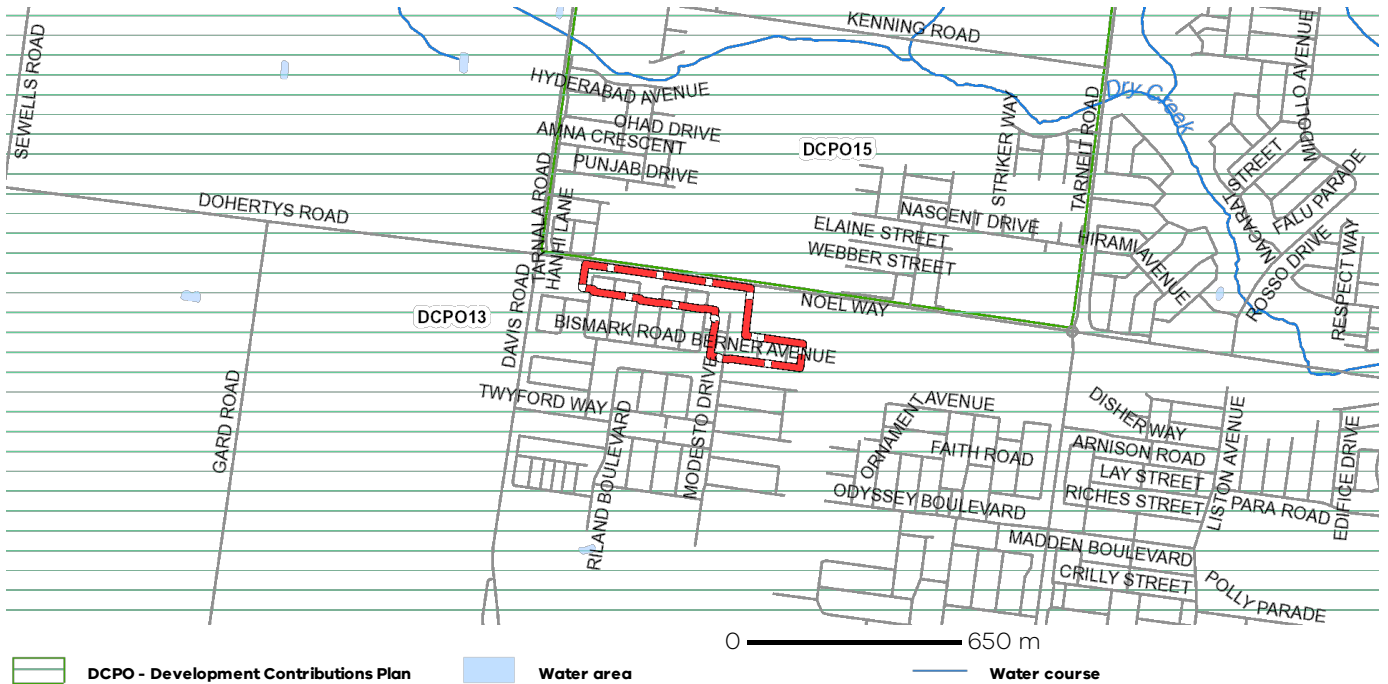 KENNING ROAD
SEWELLS ROAD
MIDOLLO AVENUE
HYDERABAD AVENUE
Dry Creek
OHAD DRIVE
AMNA CRESCENT
STRIKER WAY
TARNEIT ROAD
DCPO15
PUNJAB DRIVE
MACARAT STREET
FALU PARADE
DOHERTYS ROAD
TARNALA ROAD
HANHI LANE
NASCENT DRIVE
ELAINE STREET
WEBBER STREET
HIRAMI AVENUE
ROSSO DRIVE
RESPECT WAY
NOEL WAY
DCPO13
DAVIS ROAD
BISMARK ROAD
BERNER AVENUE
GARD ROAD
TWYFORD WAY
MODESTO DRIVE
RILAND BOULEVARD
ORNAMENT AVENUE
DISHER WAY
FAITH ROAD
ARNISON ROAD
LAY STREET
LISTON AVENUE
EDIFICE DRIVE
ODYSSEY BOULEVARD
RICHES STREET
PARA ROAD
MADDEN BOULEVARD
CRILLY STREET
POLLY PARADE
0 650 m
DCPO - Development Contributions Plan
Water area
Water course